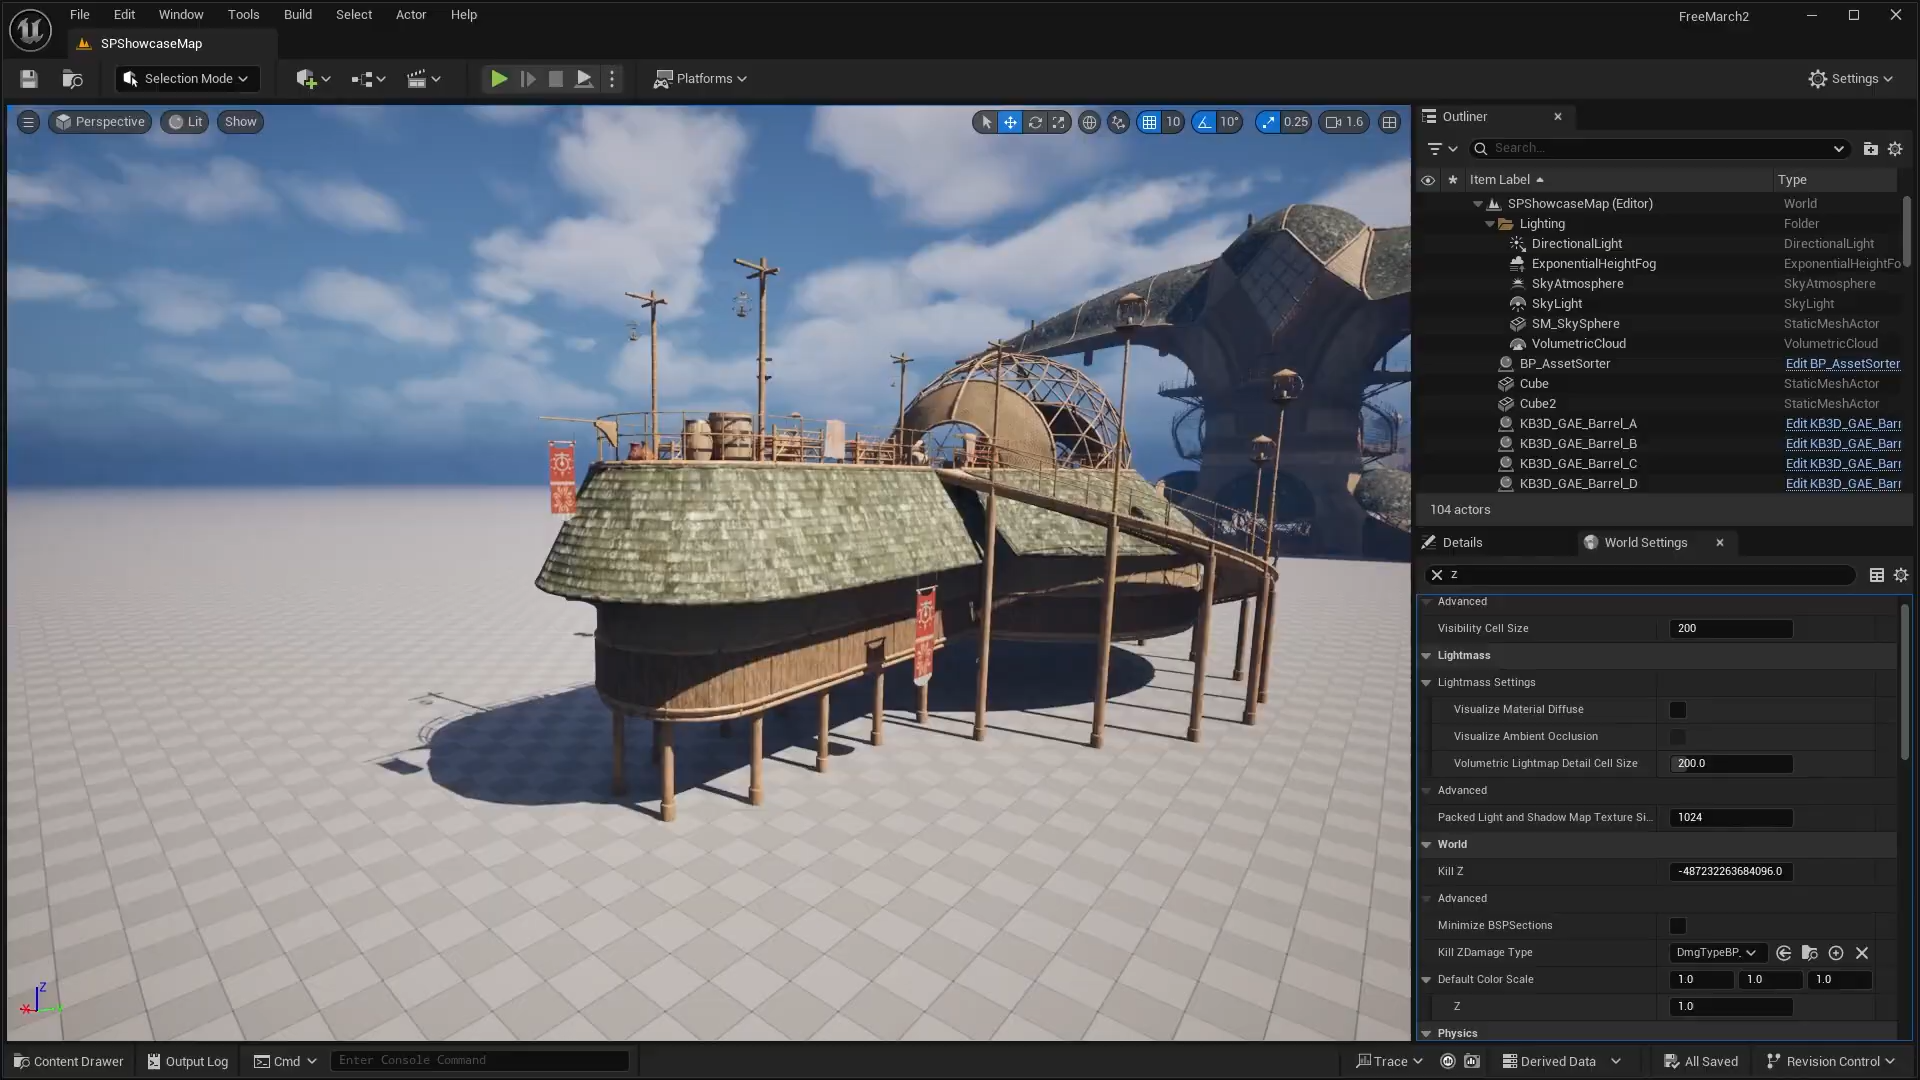 File Edit Window Tools Build Select Actor Help
FreeMarch2
SPShowcaseMap
Selection Mode
Platforms
Settings
Perspective Lit Show
10 10° 0.25 1.6
Outliner
Search...
Item Label Type
SPShowcaseMap (Editor) World
Lighting Folder
DirectionalLight DirectionalLight
ExponentialHeightFog ExponentialHeightFo
SkyAtmosphere SkyAtmosphere
SkyLight SkyLight
SM_SkySphere StaticMeshActor
VolumetricCloud VolumetricCloud
BP_AssetSorter Edit BP_AssetSorter
Cube StaticMeshActor
Cube2 StaticMeshActor
KB3D_GAE_Barrel_A Edit KB3D_GAE_Barr
KB3D_GAE_Barrel_B Edit KB3D_GAE_Barr
KB3D_GAE_Barrel_C Edit KB3D_GAE_Barr
KB3D_GAE_Barrel_D Edit KB3D_GAE_Barr
104 actors
Details World Settings
z
Advanced
Visibility Cell Size 200
Lightmass
Lightmass Settings
Visualize Material Diffuse
Visualize Ambient Occlusion
Volumetric Lightmap Detail Cell Size 200.0
Advanced
Packed Light and Shadow Map Texture Si... 1024
World
Kill Z -487232263684096.0
Advanced
Minimize BSPSections
Kill ZDamage Type DmgTypeBP_
Default Color Scale 1.0 1.0 1.0
Z 1.0
Physics
Z
X
Content Drawer Output Log Cmd Enter Console Command
Trace Derived Data All Saved Revision Control